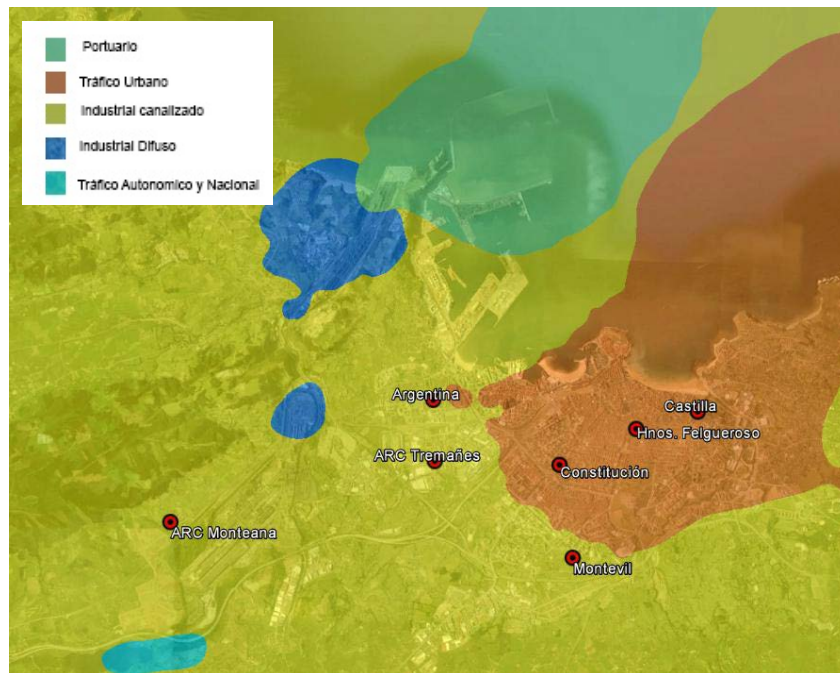 Portuario
Tráfico Urbano
Industrial canalizado
Industrial Difuso
Tráfico Autonomico y Nacional
Argentina
Castilla
Hnos. Felgueroso
ARC Tremañes
Constitución
ARC Monteana
Montevil